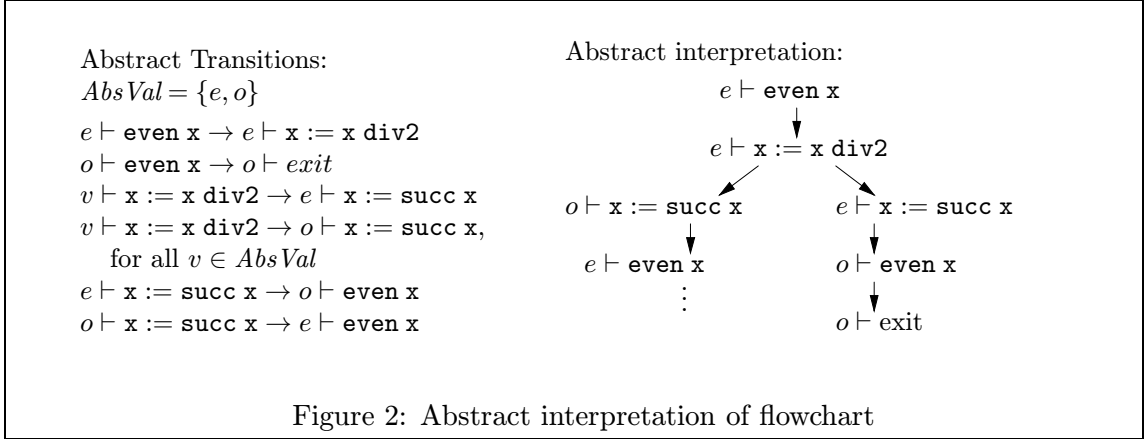 Abstract Transitions:
AbsVal = {e, o}
e ⊢ even x → e ⊢ x := x div2
o ⊢ even x → o ⊢ exit
v ⊢ x := x div2 → e ⊢ x := succ x
v ⊢ x := x div2 → o ⊢ x := succ x,
for all v ∈ AbsVal
e ⊢ x := succ x → o ⊢ even x
o ⊢ x := succ x → e ⊢ even x
Abstract interpretation:
e ⊢ even x
e ⊢ x := x div2
o ⊢ x := succ x
e ⊢ x := succ x
e ⊢ even x
o ⊢ even x
⋮
o ⊢ exit
Figure 2: Abstract interpretation of flowchart